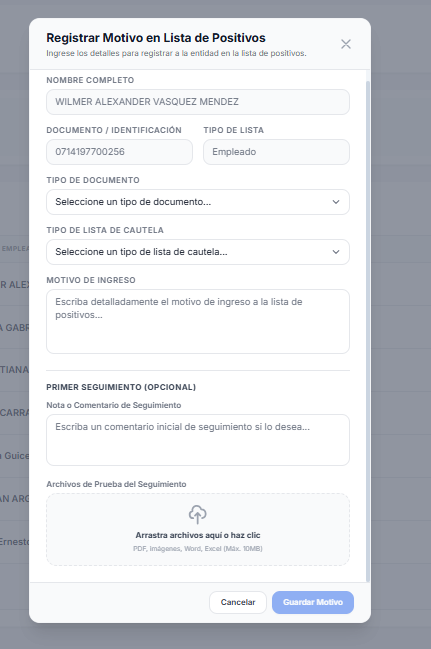 Registrar Motivo en Lista de Positivos
Ingrese los detalles para registrar a la entidad en la lista de positivos.
NOMBRE COMPLETO
WILMER ALEXANDER VASQUEZ MENDEZ
DOCUMENTO / IDENTIFICACIÓN
TIPO DE LISTA
0714197700256
Empleado
TIPO DE DOCUMENTO
Seleccione un tipo de documento...
TIPO DE LISTA DE CAUTELA
Seleccione un tipo de lista de cautela...
MOTIVO DE INGRESO
Escriba detalladamente el motivo de ingreso a la lista de
positivos...
PRIMER SEGUIMIENTO (OPCIONAL)
Nota o Comentario de Seguimiento
Escriba un comentario inicial de seguimiento si lo desea...
Archivos de Prueba del Seguimiento
Arrastra archivos aquí o haz clic
PDF, Imágenes, Word, Excel (Máx. 10MB)
Cancelar
Guardar Motivo
EMPLEA
R ALEX
A GABR
TIANA
CARRA
Guice
AN ARG
Ernesto